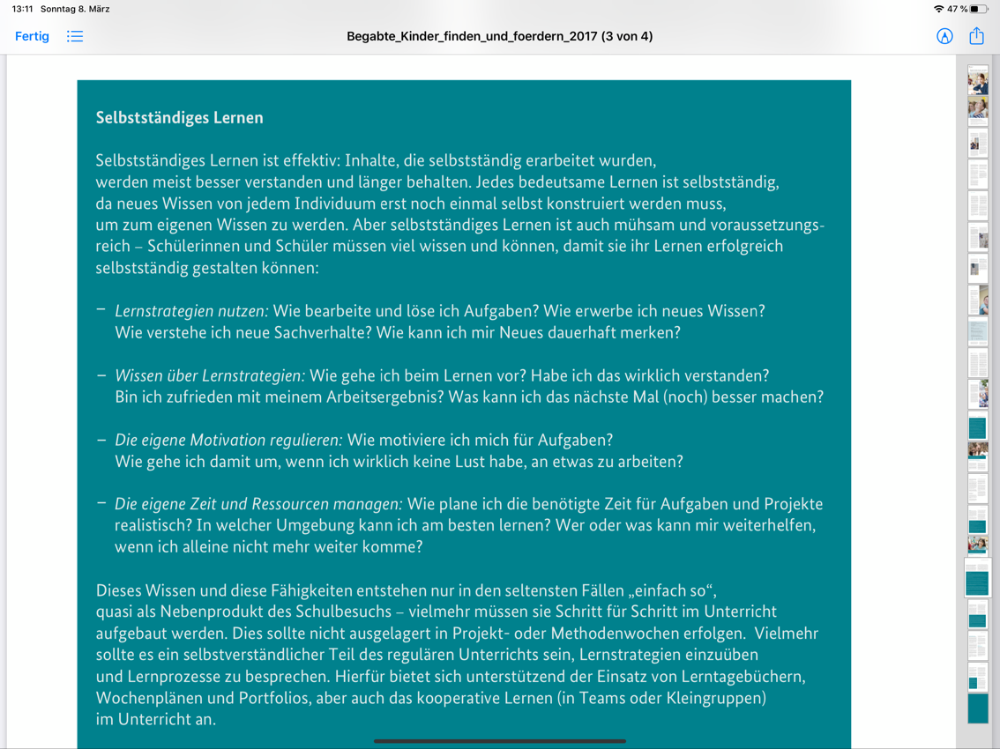 13:11 Sonntag 8. März
47 %
Fertig
Begabte_Kinder_finden_und_foerdern_2017 (3 von 4)
Selbstständiges Lernen
Selbstständiges Lernen ist effektiv: Inhalte, die selbstständig erarbeitet wurden,
werden meist besser verstanden und länger behalten. Jedes bedeutsame Lernen ist selbstständig,
da neues Wissen von jedem Individuum erst noch einmal selbst konstruiert werden muss,
um zum eigenen Wissen zu werden. Aber selbstständiges Lernen ist auch mühsam und voraussetzungs-
reich – Schülerinnen und Schüler müssen viel wissen und können, damit sie ihr Lernen erfolgreich
selbstständig gestalten können:
– Lernstrategien nutzen: Wie bearbeite und löse ich Aufgaben? Wie erwerbe ich neues Wissen?
Wie verstehe ich neue Sachverhalte? Wie kann ich mir Neues dauerhaft merken?
– Wissen über Lernstrategien: Wie gehe ich beim Lernen vor? Habe ich das wirklich verstanden?
Bin ich zufrieden mit meinem Arbeitsergebnis? Was kann ich das nächste Mal (noch) besser machen?
– Die eigene Motivation regulieren: Wie motiviere ich mich für Aufgaben?
Wie gehe ich damit um, wenn ich wirklich keine Lust habe, an etwas zu arbeiten?
– Die eigene Zeit und Ressourcen managen: Wie plane ich die benötigte Zeit für Aufgaben und Projekte
realistisch? In welcher Umgebung kann ich am besten lernen? Wer oder was kann mir weiterhelfen,
wenn ich alleine nicht mehr weiter komme?
Dieses Wissen und diese Fähigkeiten entstehen nur in den seltensten Fällen „einfach so“,
quasi als Nebenprodukt des Schulbesuchs – vielmehr müssen sie Schritt für Schritt im Unterricht
aufgebaut werden. Dies sollte nicht ausgelagert in Projekt- oder Methodenwochen erfolgen. Vielmehr
sollte es ein selbstverständlicher Teil des regulären Unterrichts sein, Lernstrategien einzuüben
und Lernprozesse zu besprechen. Hierfür bietet sich unterstützend der Einsatz von Lerntagebüchern,
Wochenplänen und Portfolios, aber auch das kooperative Lernen (in Teams oder Kleingruppen)
im Unterricht an.